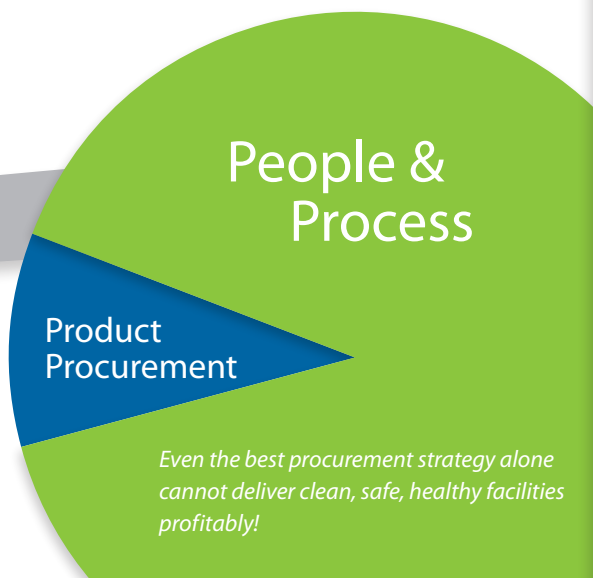 People &
Process
Product
Procurement
Even the best procurement strategy alone
cannot deliver clean, safe, healthy facilities
profitably!